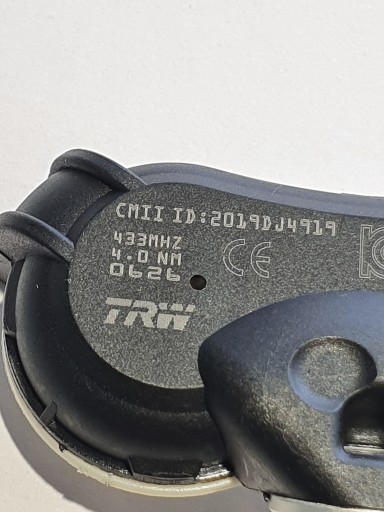 CMII ID:2019DJ4919
433MHZ
4.0 NM
0626
CE
TRW